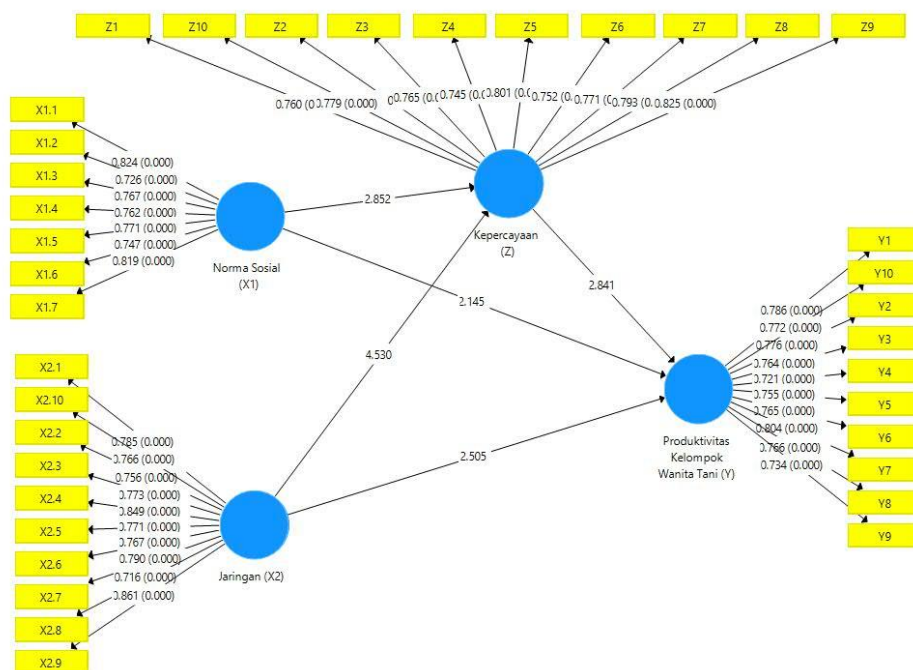 Z1
Z10
Z2
Z3
Z4
Z5
Z6
Z7
Z8
Z9
0.760
0.779 (0.000)
0.765
0.745
0.801
0.752
0.771
0.793
0.825 (0.000)
X1.1
X1.2
X1.3
X1.4
X1.5
X1.6
X1.7
0.824 (0.000)
0.726 (0.000)
0.767 (0.000)
0.762 (0.000)
0.771 (0.000)
0.747 (0.000)
0.819 (0.000)
Norma Sosial
(X1)
2.852
Kepercayaan
(Z)
2.145
2.841
4.530
2.505
X2.1
X2.10
X2.2
X2.3
X2.4
X2.5
X2.6
X2.7
X2.8
X2.9
0.785 (0.000)
0.766 (0.000)
0.756 (0.000)
0.773 (0.000)
0.849 (0.000)
0.771 (0.000)
0.767 (0.000)
0.790 (0.000)
0.716 (0.000)
0.861 (0.000)
Jaringan (X2)
Produktivitas
Kelompok
Wanita Tani (Y)
0.786 (0.000)
0.772 (0.000)
0.776 (0.000)
0.764 (0.000)
0.721 (0.000)
0.755 (0.000)
0.765 (0.000)
0.804 (0.000)
0.766 (0.000)
0.734 (0.000)
Y1
Y10
Y2
Y3
Y4
Y5
Y6
Y7
Y8
Y9